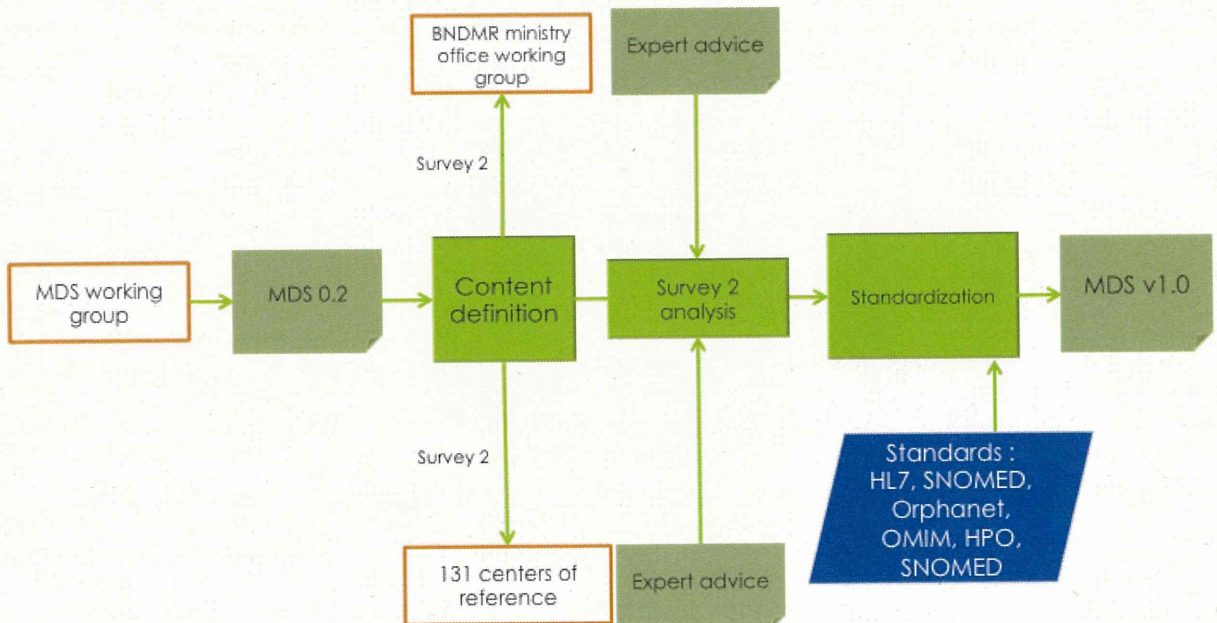 BNDMR ministry
office working
group
Expert advice
Survey 2
MDS working
group
MDS 0.2
Content
definition
Survey 2
analysis
Standardization
MDS v1.0
Survey 2
131 centers of
reference
Expert advice
Standards :
HL7, SNOMED,
Orphanet,
OMIM, HPO,
SNOMED